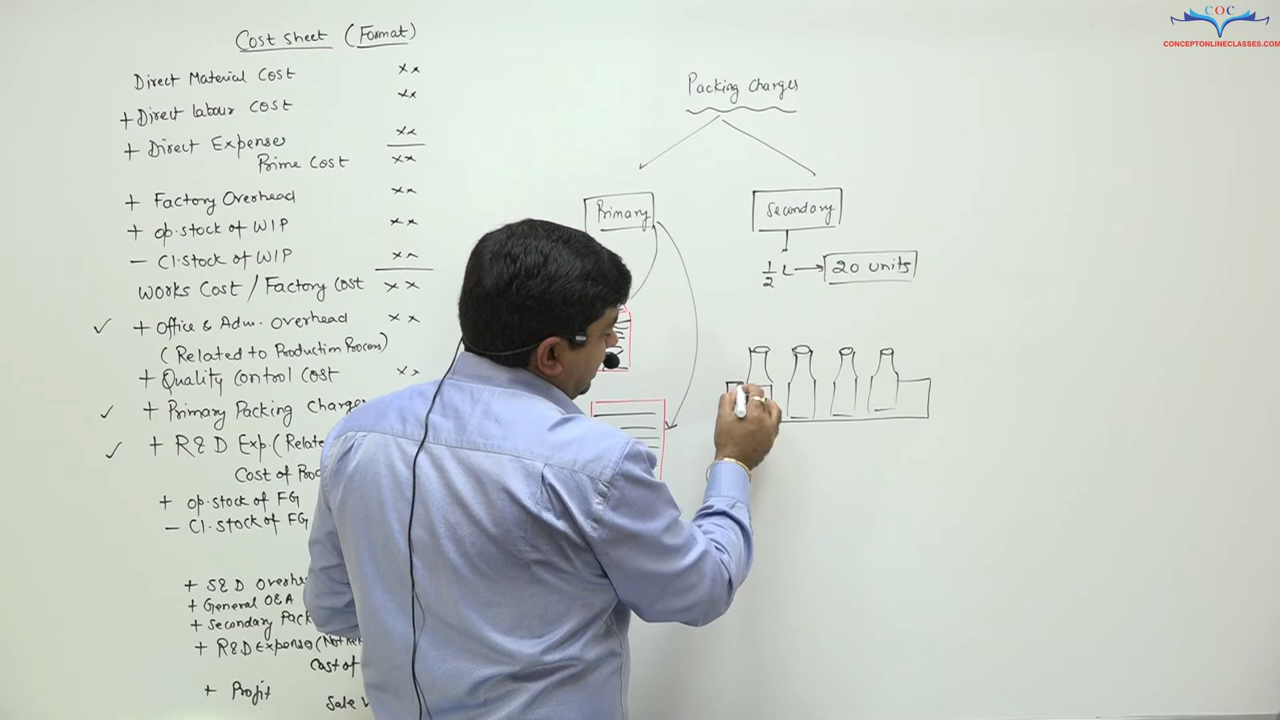 COC
CONCEPTONLINECLASSES.COM
Cost sheet (Format)
Direct Material Cost xx
+ Direct labour cost xx
+ Direct Expenses xx
Prime Cost xx
+ Factory Overhead xx
+ op.stock of WIP xx
- Cl.stock of WIP xx
Works Cost / Factory Cost xx
✓ + Office & Adm. Overhead xx
(Related to Production Process)
+ Quality Control Cost xx
✓ + Primary Packing Charges
✓ + R&D Exp. (Relate
Cost of Proc
+ op.stock of FG
- Cl.stock of FG
+ S&D Overhe
+ General O&A
+ Secondary Pack
+ R&D Expenses (Not Rel
Cost of
+ Profit
Sale
Packing charges
Primary
Secondary
1/2 L → 20 units